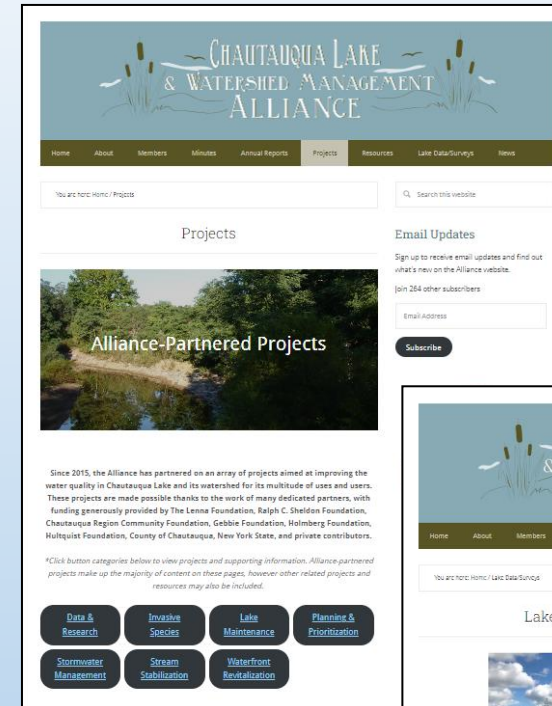 CHAUTAUQUA LAKE
& WATERSHED MANAGEMENT
ALLIANCE
Home About Members Minutes Annual Reports Projects Resources Lake Data/Surveys News
You are here: Home / Projects
Search this website
Projects
Email Updates
Sign up to receive email updates and find out
what's new on the Alliance website.
Join 264 other subscribers
Email Address
Subscribe
Alliance-Partnered Projects
Since 2015, the Alliance has partnered on an array of projects aimed at improving the
water quality in Chautauqua Lake and its watershed for its multitude of uses and users.
These projects are made possible thanks to the work of many dedicated partners, with
funding generously provided by The Lenna Foundation, Ralph C. Sheldon Foundation,
Chautauqua Region Community Foundation, Gebbie Foundation, Holmberg Foundation,
Hultquist Foundation, County of Chautauqua, New York State, and private contributors.
*Click button categories below to view projects and supporting information. Alliance-partnered
projects make up the majority of content on these pages, however other related projects and
resources may also be included.
Data &
Research
Invasive
Species
Lake
Maintenance
Planning &
Prioritization
Stormwater
Management
Stream
Stabilization
Waterfront
Revitalization
&
Home About Members
You are here: Home / Lake Data/Surveys
Lake